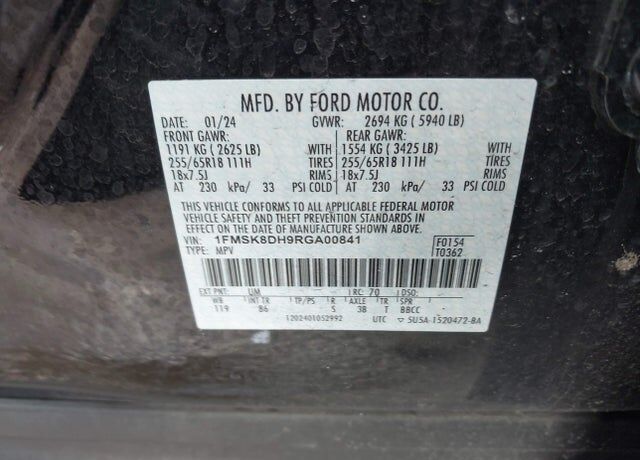 MFD. BY FORD MOTOR CO.
DATE: 01/24 GVWR: 2694 KG ( 5940 LB)
FRONT GAWR: REAR GAWR:
1191 KG ( 2625 LB) WITH 1554 KG ( 3425 LB) WITH
255/65R18 111H TIRES 255/65R18 111H TIRES
18x7.5J RIMS 18x7.5J RIMS
AT 230 kPa/ 33 PSI COLD AT 230 kPa/ 33 PSI COLD
THIS VEHICLE CONFORMS TO ALL APPLICABLE FEDERAL MOTOR
VEHICLE SAFETY AND THEFT PREVENTION STANDARDS IN
EFFECT ON THE DATE OF MANUFACTURE SHOWN ABOVE.
VIN: 1FMSK8DH9RGA00841 F0154
TYPE: MPV T0362
EXT PNT: UM RC: 70 DSO:
WB INT TR TP/PS R AXLE TR SPR
119 86 S 3B T BBCC
1202401052992 UTC ▽ 5U5A-1520472-BA